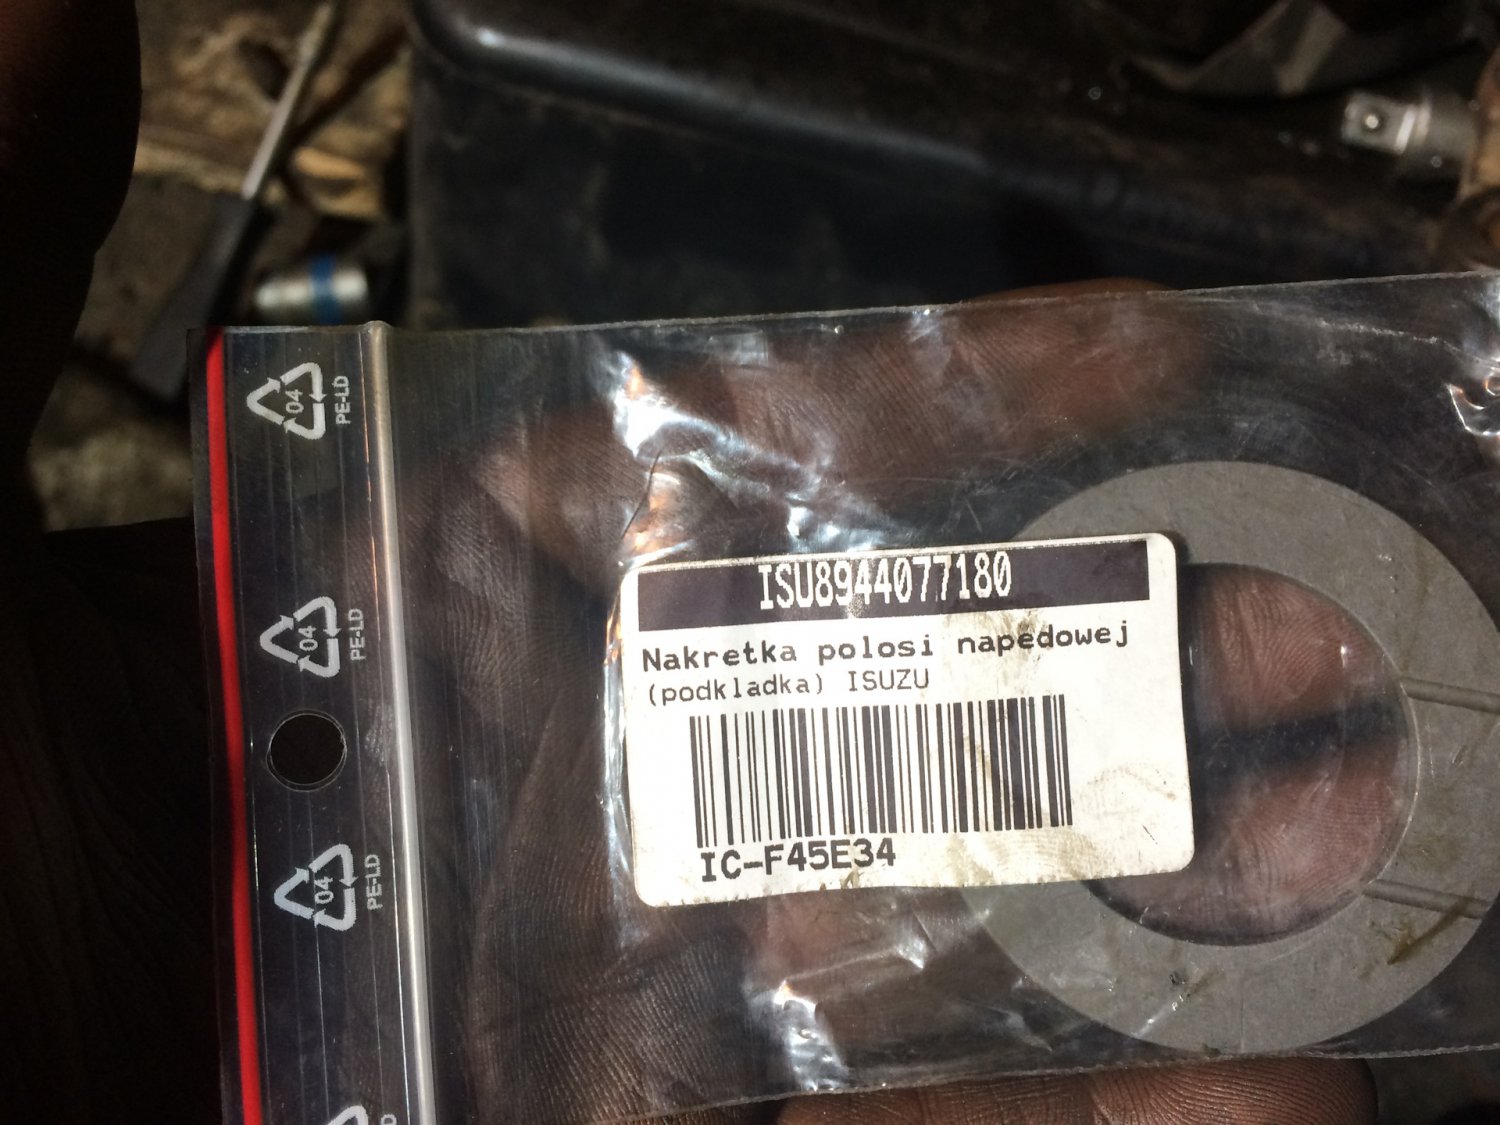 04
PE-LD
04
PE-LD
04
PE-LD
ISU8944077180
Nakretka polosi napedowej
(podkladka) ISUZU
IC-F45E34